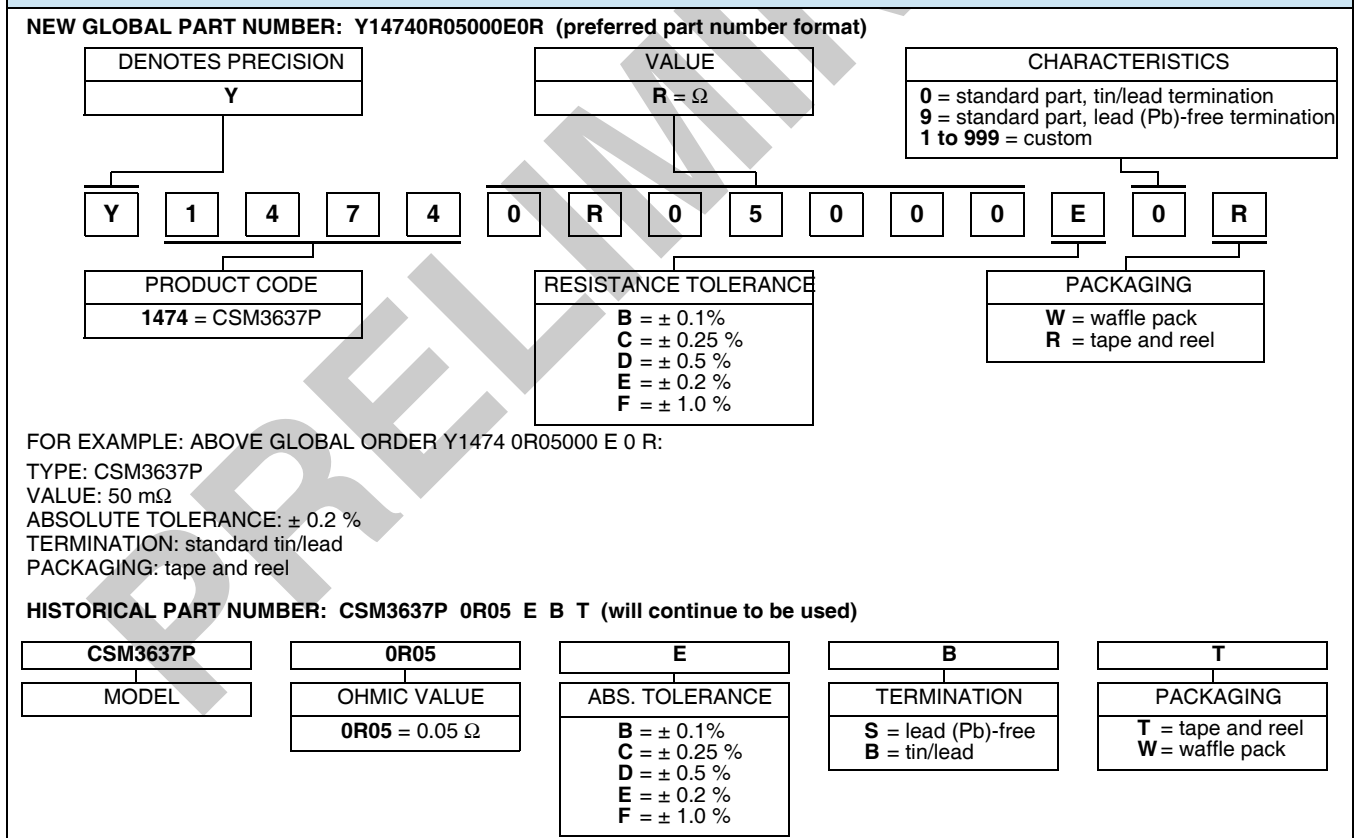 NEW GLOBAL PART NUMBER: Y14740R05000E0R (preferred part number format)
DENOTES PRECISION
Y
VALUE
R = Ω
CHARACTERISTICS
0 = standard part, tin/lead termination
9 = standard part, lead (Pb)-free termination
1 to 999 = custom
Y 1 4 7 4 0 R 0 5 0 0 0 E 0 R
PRODUCT CODE
1474 = CSM3637P
RESISTANCE TOLERANCE
B = ± 0.1%
C = ± 0.25 %
D = ± 0.5 %
E = ± 0.2 %
F = ± 1.0 %
PACKAGING
W = waffle pack
R = tape and reel
FOR EXAMPLE: ABOVE GLOBAL ORDER Y1474 0R05000 E 0 R:
TYPE: CSM3637P
VALUE: 50 mΩ
ABSOLUTE TOLERANCE: ± 0.2 %
TERMINATION: standard tin/lead
PACKAGING: tape and reel
HISTORICAL PART NUMBER: CSM3637P 0R05 E B T (will continue to be used)
CSM3637P
MODEL
0R05
OHMIC VALUE
0R05 = 0.05 Ω
E
ABS. TOLERANCE
B = ± 0.1%
C = ± 0.25 %
D = ± 0.5 %
E = ± 0.2 %
F = ± 1.0 %
B
TERMINATION
S = lead (Pb)-free
B = tin/lead
T
PACKAGING
T = tape and reel
W = waffle pack